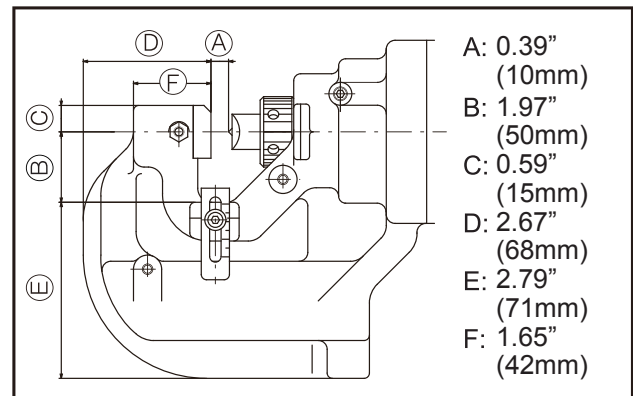 D
A
F
C
B
E
A: 0.39”
(10mm)
B: 1.97”
(50mm)
C: 0.59”
(15mm)
D: 2.67”
(68mm)
E: 2.79”
(71mm)
F: 1.65”
(42mm)